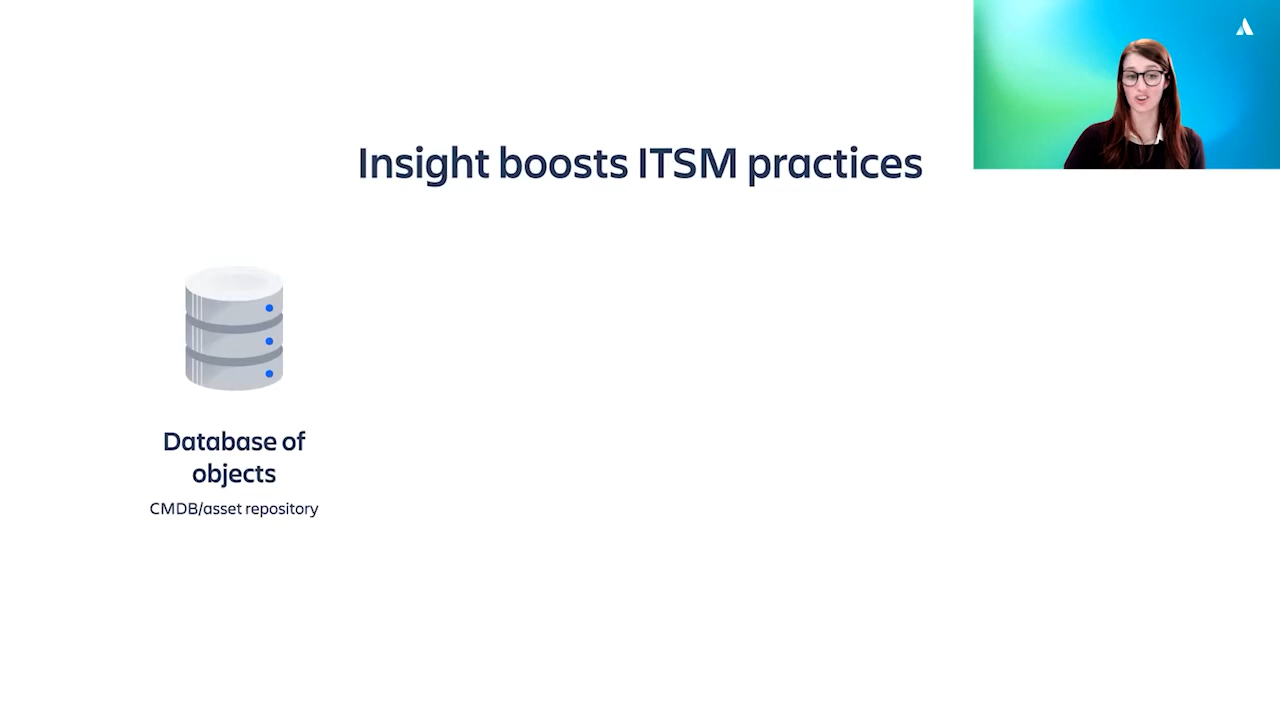 Insight boosts ITSM practices
Database of
objects
CMDB/asset repository